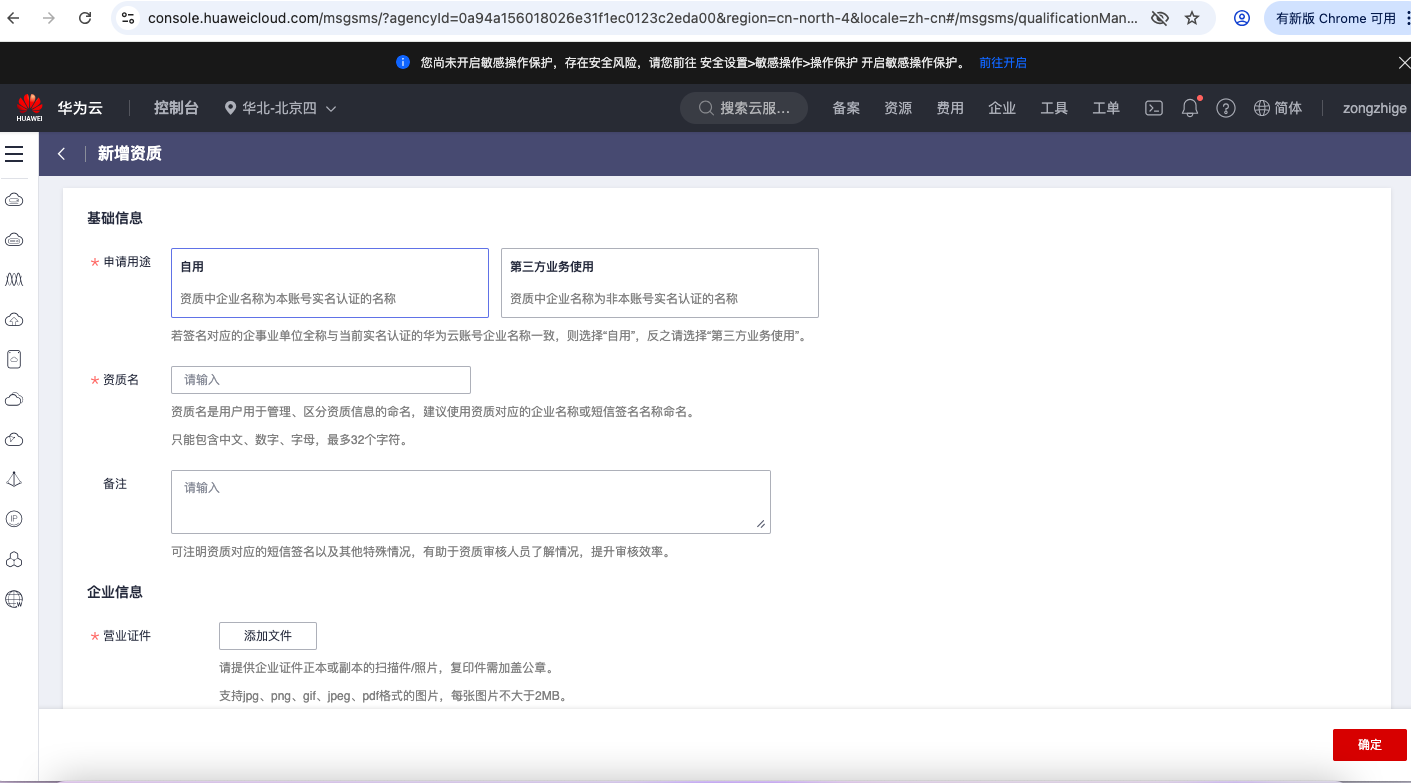 console.huaweicloud.com/msgsms/?agencyId=0a94a156018026e31f1ec0123c2eda00&region=cn-north-4&locale=zh-cn#/msgsms/qualificationMan...
有新版 Chrome 可用
您尚未开启敏感操作保护，存在安全风险，请您前往 安全设置>敏感操作>操作保护 开启敏感操作保护。 前往开启
HUAWEI 华为云 控制台 华北-北京四 搜索云服... 备案 资源 费用 企业 工具 工单 简体 zongzhige
新增资质
基础信息
* 申请用途
自用
资质中企业名称为本账号实名认证的名称
第三方业务使用
资质中企业名称为非本账号实名认证的名称
若签名对应的企事业单位全称与当前实名认证的华为云账号企业名称一致，则选择“自用”，反之请选择“第三方业务使用”。
* 资质名 请输入
资质名是用户用于管理、区分资质信息的命名，建议使用资质对应的企业名称或短信签名名称命名。
只能包含中文、数字、字母，最多32个字符。
备注 请输入
可注明资质对应的短信签名以及其他特殊情况，有助于资质审核人员了解情况，提升审核效率。
企业信息
* 营业证件 添加文件
请提供企业证件正本或副本的扫描件/照片，复印件需加盖公章。
支持jpg、png、gif、jpeg、pdf格式的图片，每张图片不大于2MB。
IP
W
确定